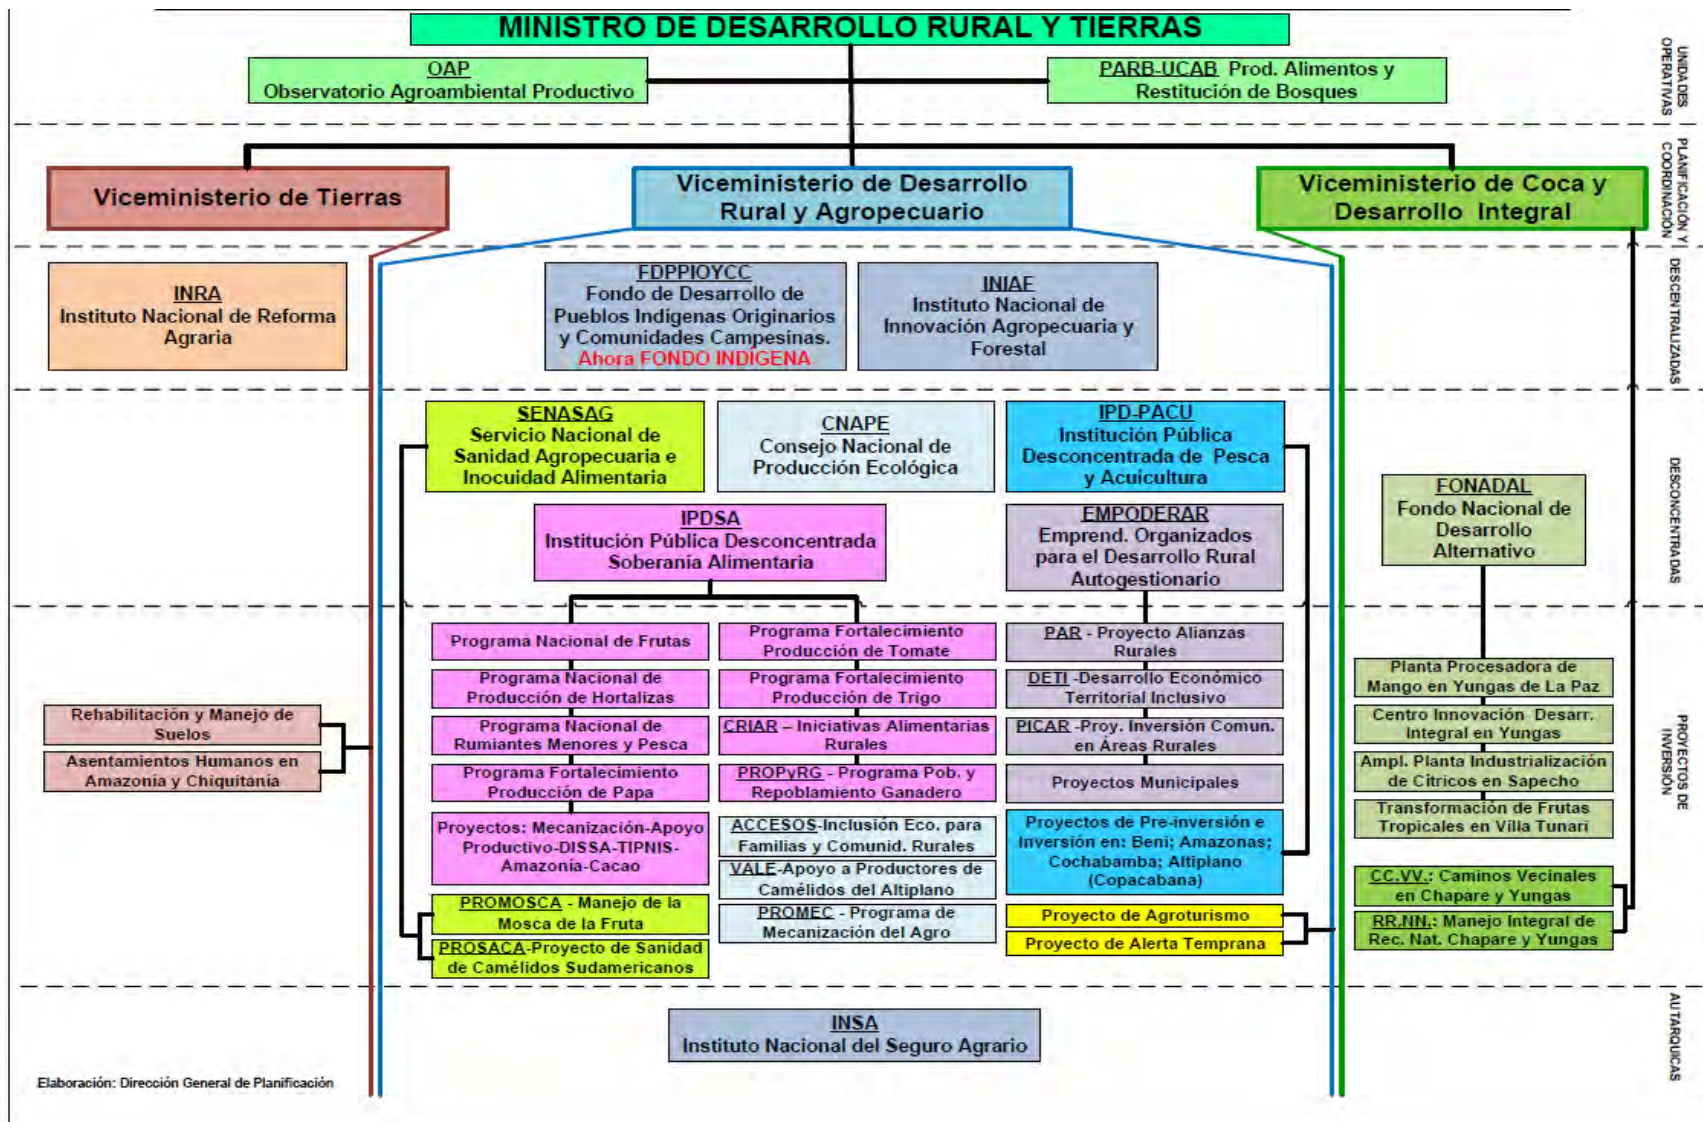 MINISTRO DE DESARROLLO RURAL Y TIERRAS
OAP
Observatorio Agroambiental Productivo
PARB-UCAB Prod. Alimentos y
Restitución de Bosques
UNIDADES
OPERATIVAS
Viceministerio de Tierras
Viceministerio de Desarrollo
Rural y Agropecuario
Viceministerio de Coca y
Desarrollo Integral
PLANIFICACIÓN Y
COORDINACIÓN
INRA
Instituto Nacional de Reforma
Agraria
FDPPIOYCC
Fondo de Desarrollo de
Pueblos Indígenas Originarios
y Comunidades Campesinas.
Ahora FONDO INDÍGENA
INIAF
Instituto Nacional de
Innovación Agropecuaria y
Forestal
DESCENTRALIZADAS
SENASAG
Servicio Nacional de
Sanidad Agropecuaria e
Inocuidad Alimentaria
CNAPE
Consejo Nacional de
Producción Ecológica
IPD-PACU
Institución Pública
Desconcentrada de Pesca
y Acuicultura
IPDSA
Institución Pública Desconcentrada
Soberanía Alimentaria
EMPODERAR
Emprend. Organizados
para el Desarrollo Rural
Autogestionario
FONADAL
Fondo Nacional de
Desarrollo
Alternativo
DESCONCENTRADAS
Rehabilitación y Manejo de
Suelos
Asentamientos Humanos en
Amazonía y Chiquitanía
Programa Nacional de Frutas
Programa Nacional de
Producción de Hortalizas
Programa Nacional de
Rumiantes Menores y Pesca
Programa Fortalecimiento
Producción de Papa
Proyectos: Mecanización-Apoyo
Productivo-DISSA-TIPNIS-
Amazonía-Cacao
PROMOSCA - Manejo de la
Mosca de la Fruta
PROSACA-Proyecto de Sanidad
de Camélidos Sudamericanos
Programa Fortalecimiento
Producción de Tomate
Programa Fortalecimiento
Producción de Trigo
CRIAR – Iniciativas Alimentarias
Rurales
PROPyRG - Programa Pob. y
Repoblamiento Ganadero
ACCESOS-Inclusión Eco. para
Familias y Comunid. Rurales
VALE-Apoyo a Productores de
Camélidos del Altiplano
PROMEC - Programa de
Mecanización del Agro
PAR - Proyecto Alianzas
Rurales
DETI -Desarrollo Económico
Territorial Inclusivo
PICAR -Proy. Inversión Comun.
en Áreas Rurales
Proyectos Municipales
Proyectos de Pre-inversión e
Inversión en: Beni; Amazonas;
Cochabamba; Altiplano
(Copacabana)
Proyecto de Agroturismo
Proyecto de Alerta Temprana
Planta Procesadora de
Mango en Yungas de La Paz
Centro Innovación Desarr.
Integral en Yungas
Ampl. Planta Industrialización
de Cítricos en Sapecho
Transformación de Frutas
Tropicales en Villa Tunari
CC.VV.: Caminos Vecinales
en Chapare y Yungas
RR.NN.: Manejo Integral de
Rec. Nat. Chapare y Yungas
PROYECTOS DE
INVERSIÓN
INSA
Instituto Nacional del Seguro Agrario
AUTARQUICAS
Elaboración: Dirección General de Planificación